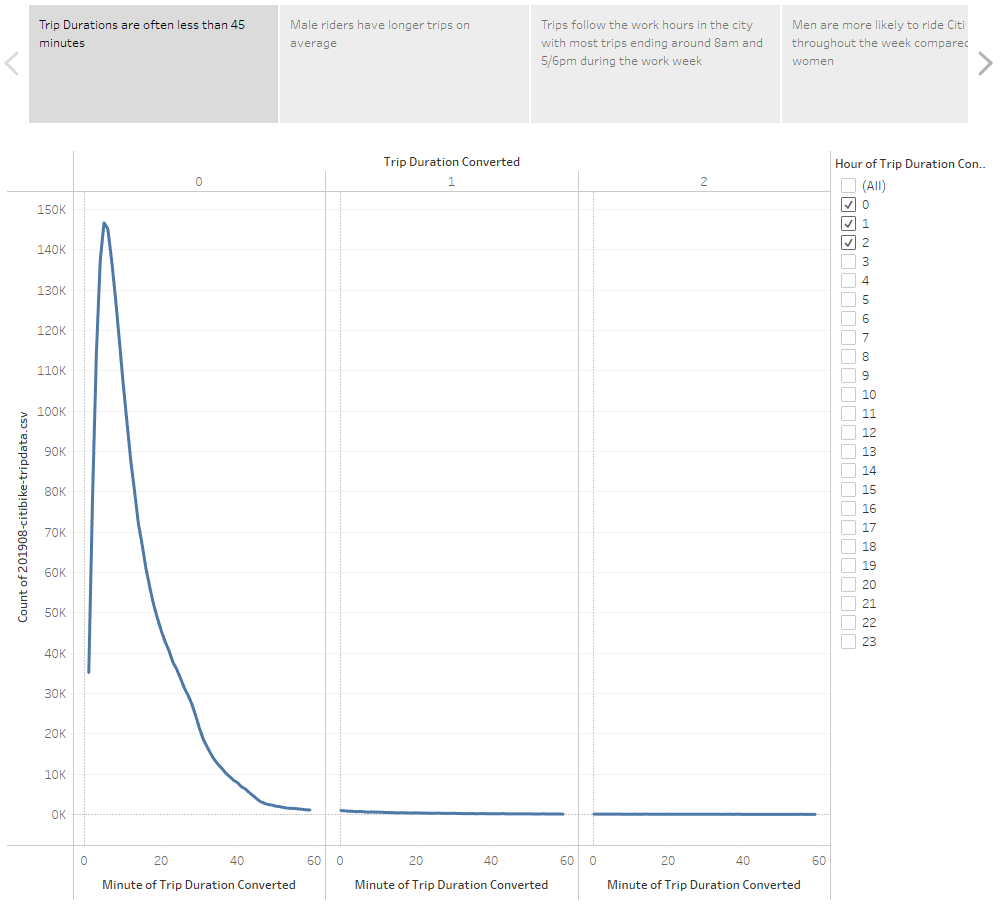 Trip Durations are often less than 45
minutes
Male riders have longer trips on
average
Trips follow the work hours in the city
with most trips ending around 8am and
5/6pm during the work week
Men are more likely to ride Citi
throughout the week compared
women
Trip Duration Converted
0
1
2
150K
140K
130K
120K
110K
100K
90K
80K
70K
60K
50K
40K
30K
20K
10K
0K
Count of 201908-citibike-tripdata.csv
0 20 40 60
0 20 40 60
0 20 40 60
Minute of Trip Duration Converted
Minute of Trip Duration Converted
Minute of Trip Duration Converted
Hour of Trip Duration Con..
(All)
0
1
2
3
4
5
6
7
8
9
10
11
12
13
14
15
16
17
18
19
20
21
22
23